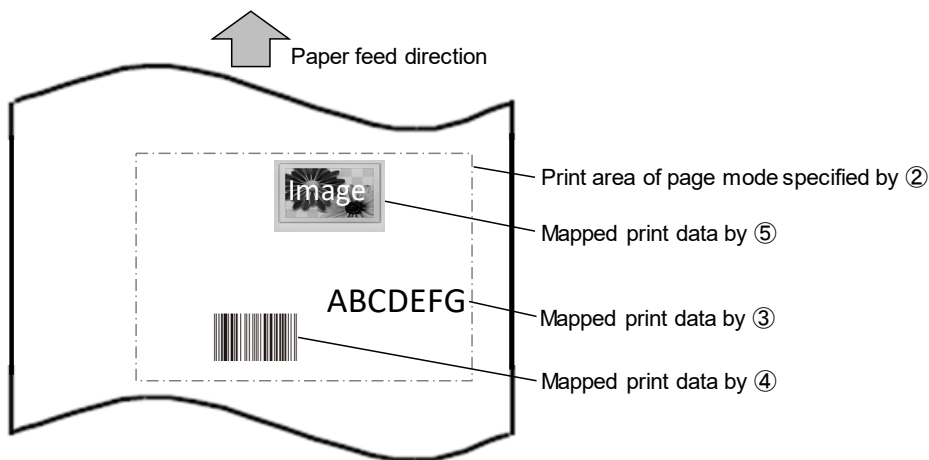 Paper feed direction
Print area of page mode specified by ②
Image
Mapped print data by ⑤
ABCDEFG
Mapped print data by ③
Mapped print data by ④